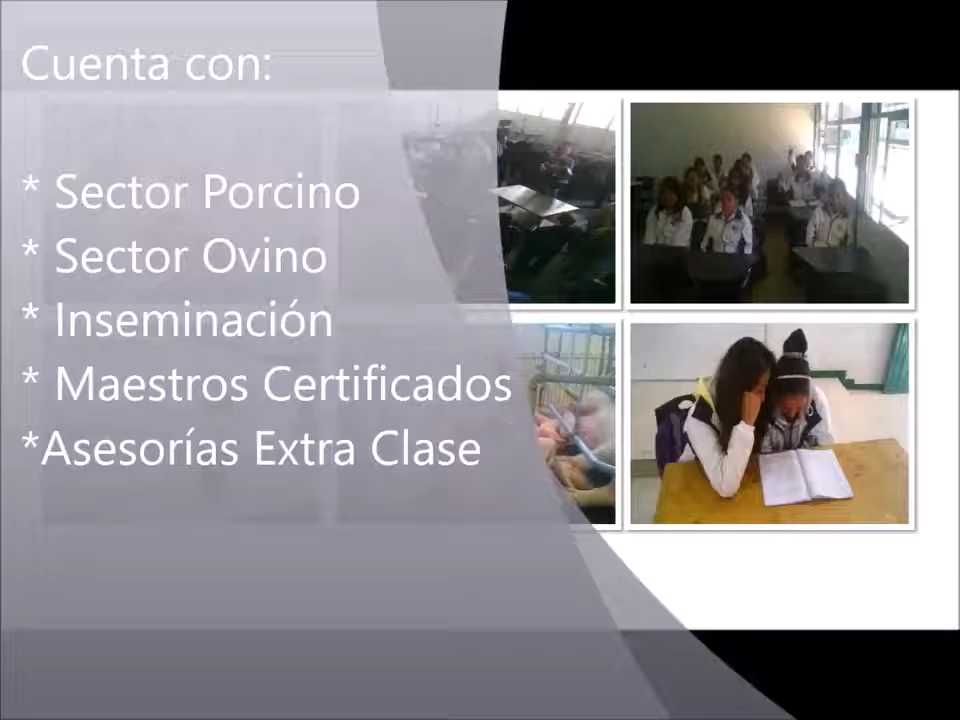 Cuenta con:
* Sector Porcino
* Sector Ovino
* Inseminación
* Maestros Certificados
*Asesorías Extra Clase